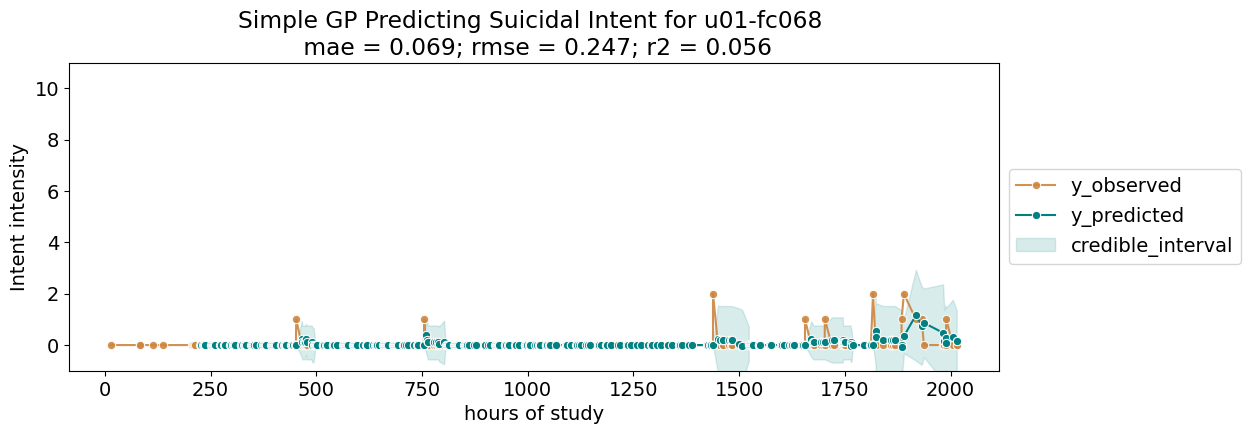 Simple GP Predicting Suicidal Intent for u01-fc068
mae = 0.069; rmse = 0.247; r2 = 0.056
10
8
6
4
2
0
Intent intensity
0 250 500 750 1000 1250 1500 1750 2000
hours of study
y_observed
y_predicted
credible_interval